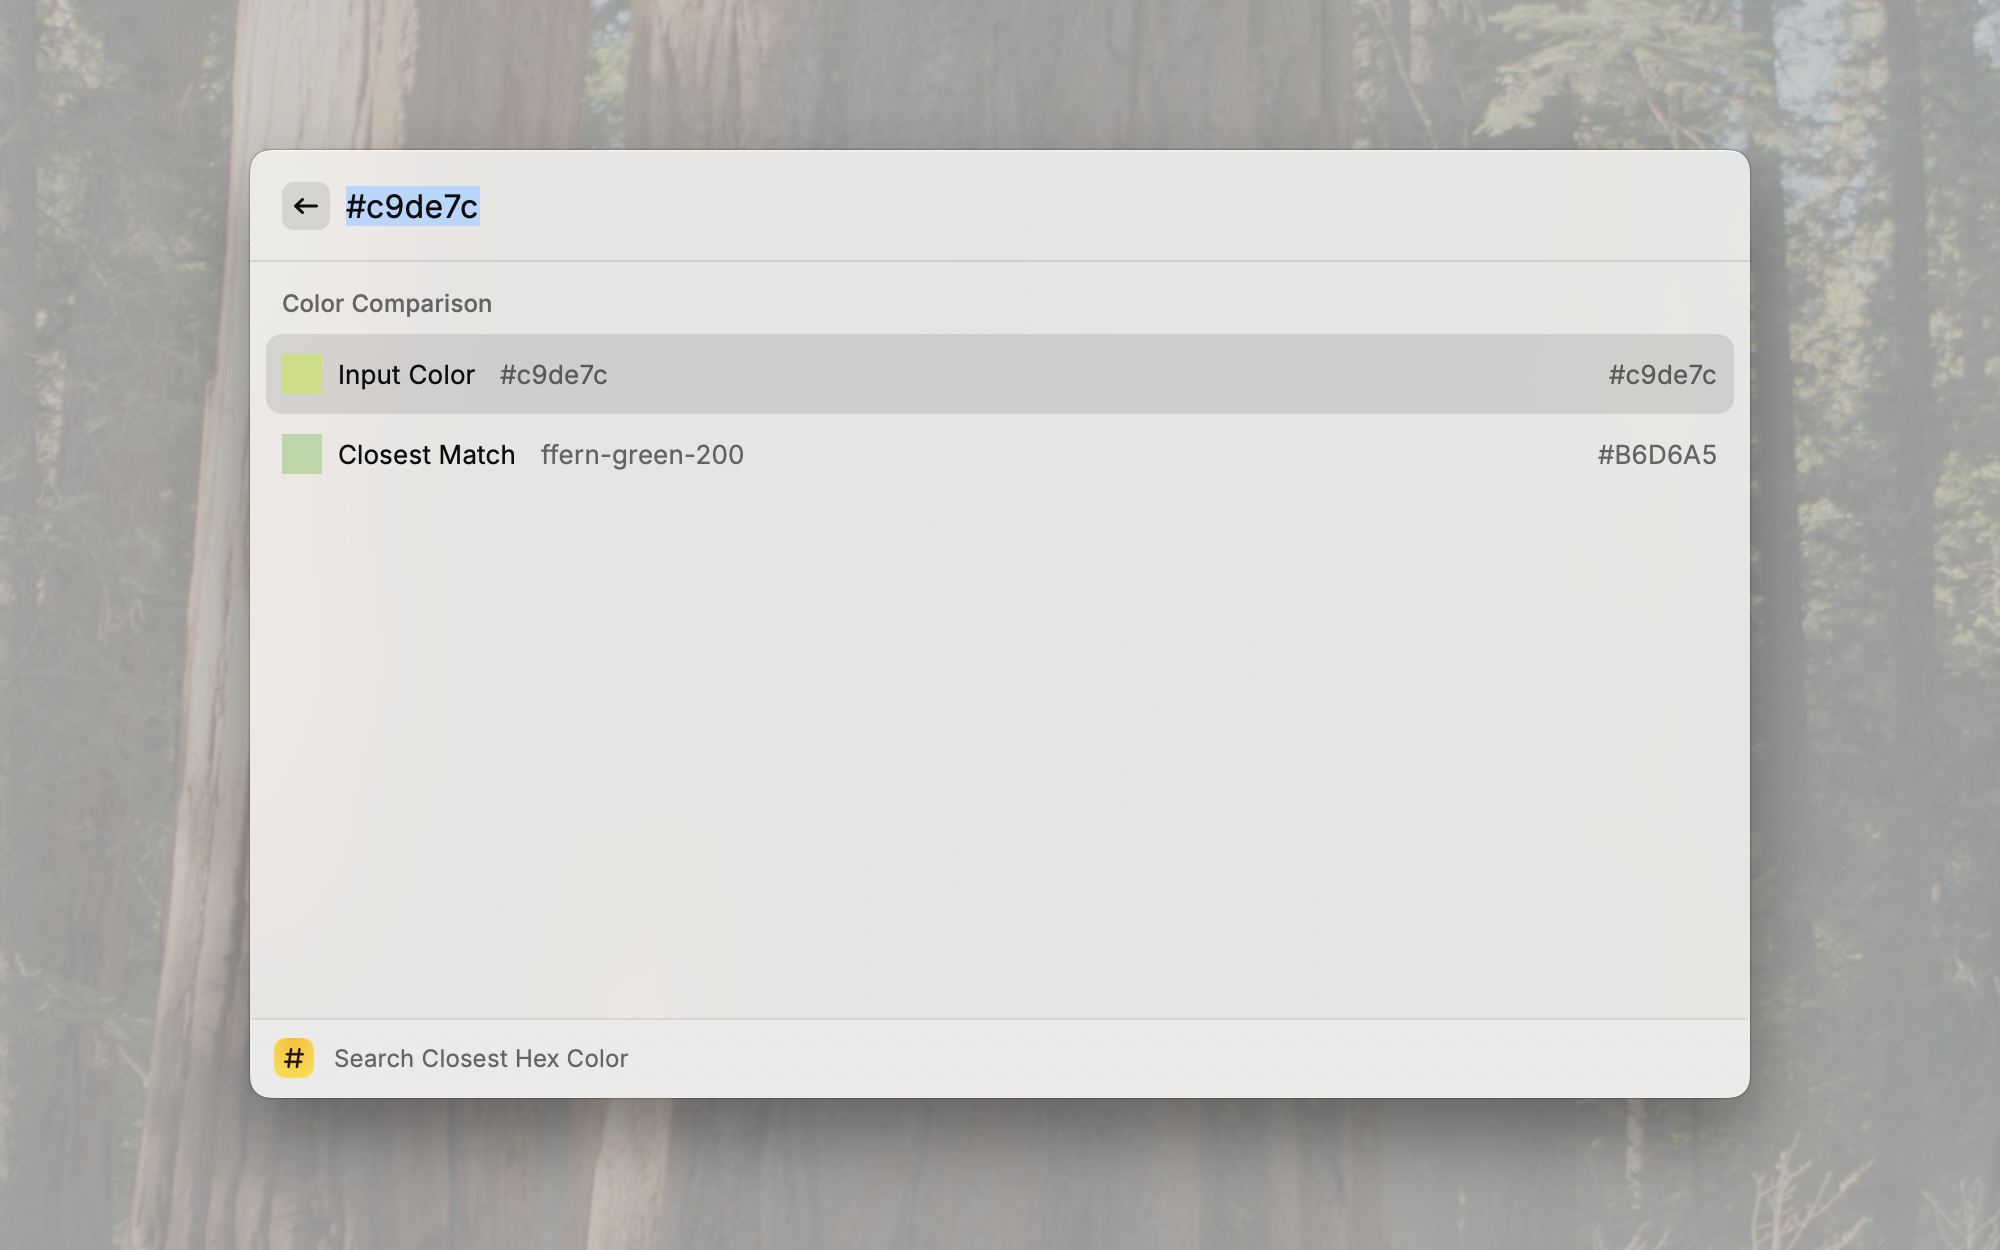 #c9de7c
Color Comparison
Input Color #c9de7c #c9de7c
Closest Match ffern-green-200 #B6D6A5
# Search Closest Hex Color